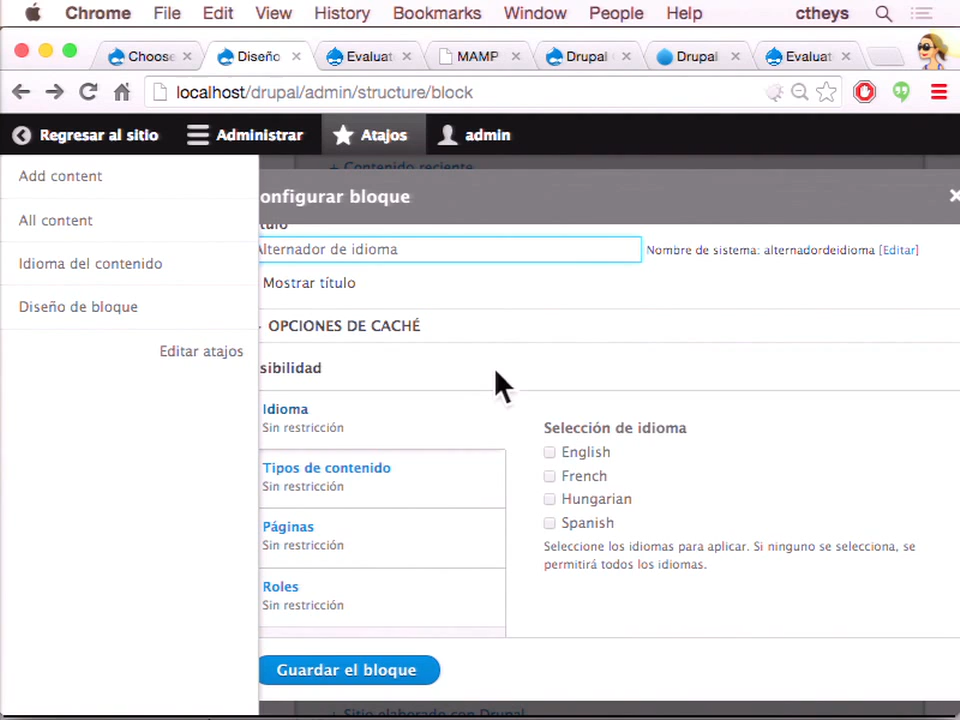 Chrome File Edit View History Bookmarks Window People Help ctheys
Choose Diseño Evaluat MAMP Drupal Drupal Evaluat
localhost/drupal/admin/structure/block
Regresar al sitio Administrar Atajos admin
+ Contenido reciente
Add content
onfigurar bloque
All content
tulo
Alternador de idioma Nombre de sistema: alternadordeidioma [Editar]
Idioma del contenido
Mostrar título
Diseño de bloque
OPCIONES DE CACHÉ
Editar atajos
sibilidad
Idioma
Sin restricción
Selección de idioma
English
Tipos de contenido
French
Sin restricción
Hungarian
Páginas
Spanish
Sin restricción
Seleccione los idiomas para aplicar. Si ninguno se selecciona, se
permitirá todos los idiomas.
Roles
Sin restricción
Guardar el bloque
+ Sitio elaborado con Drupal